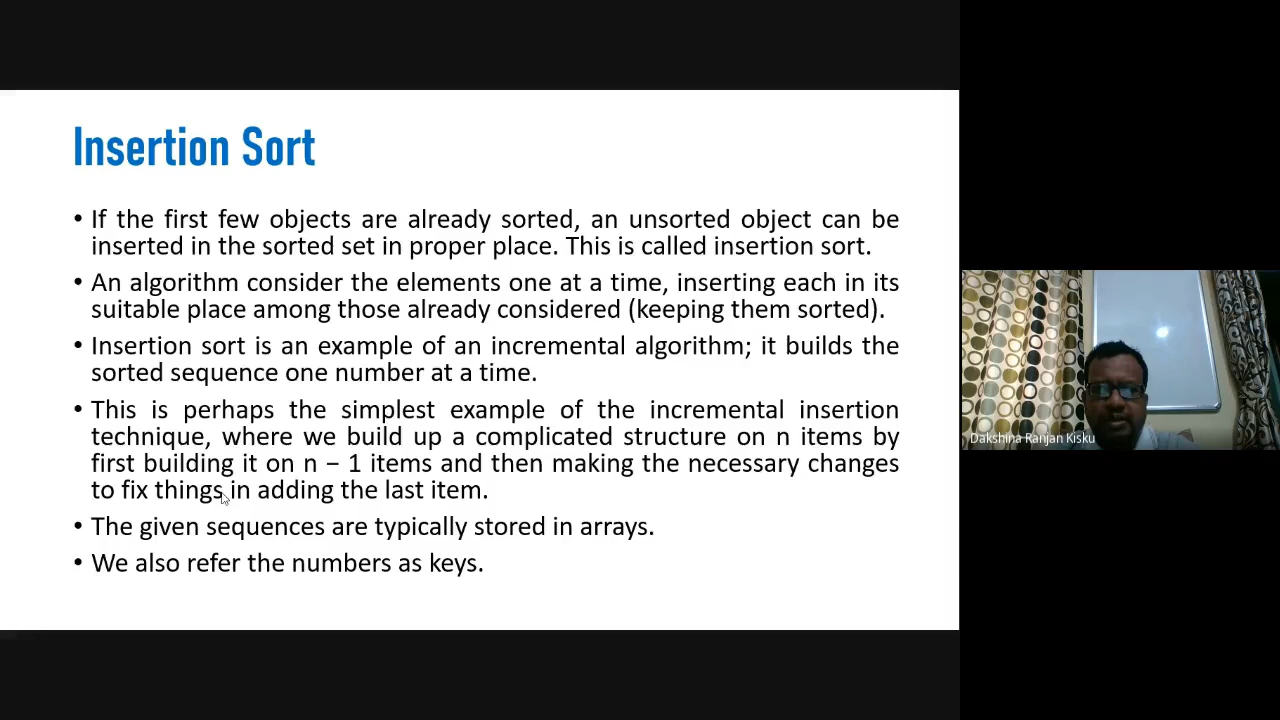 Insertion Sort
• If the first few objects are already sorted, an unsorted object can be
inserted in the sorted set in proper place. This is called insertion sort.
• An algorithm consider the elements one at a time, inserting each in its
suitable place among those already considered (keeping them sorted).
• Insertion sort is an example of an incremental algorithm; it builds the
sorted sequence one number at a time.
• This is perhaps the simplest example of the incremental insertion
technique, where we build up a complicated structure on n items by
first building it on n − 1 items and then making the necessary changes
to fix things in adding the last item.
• The given sequences are typically stored in arrays.
• We also refer the numbers as keys.
Dakshina Ranjan Kisku